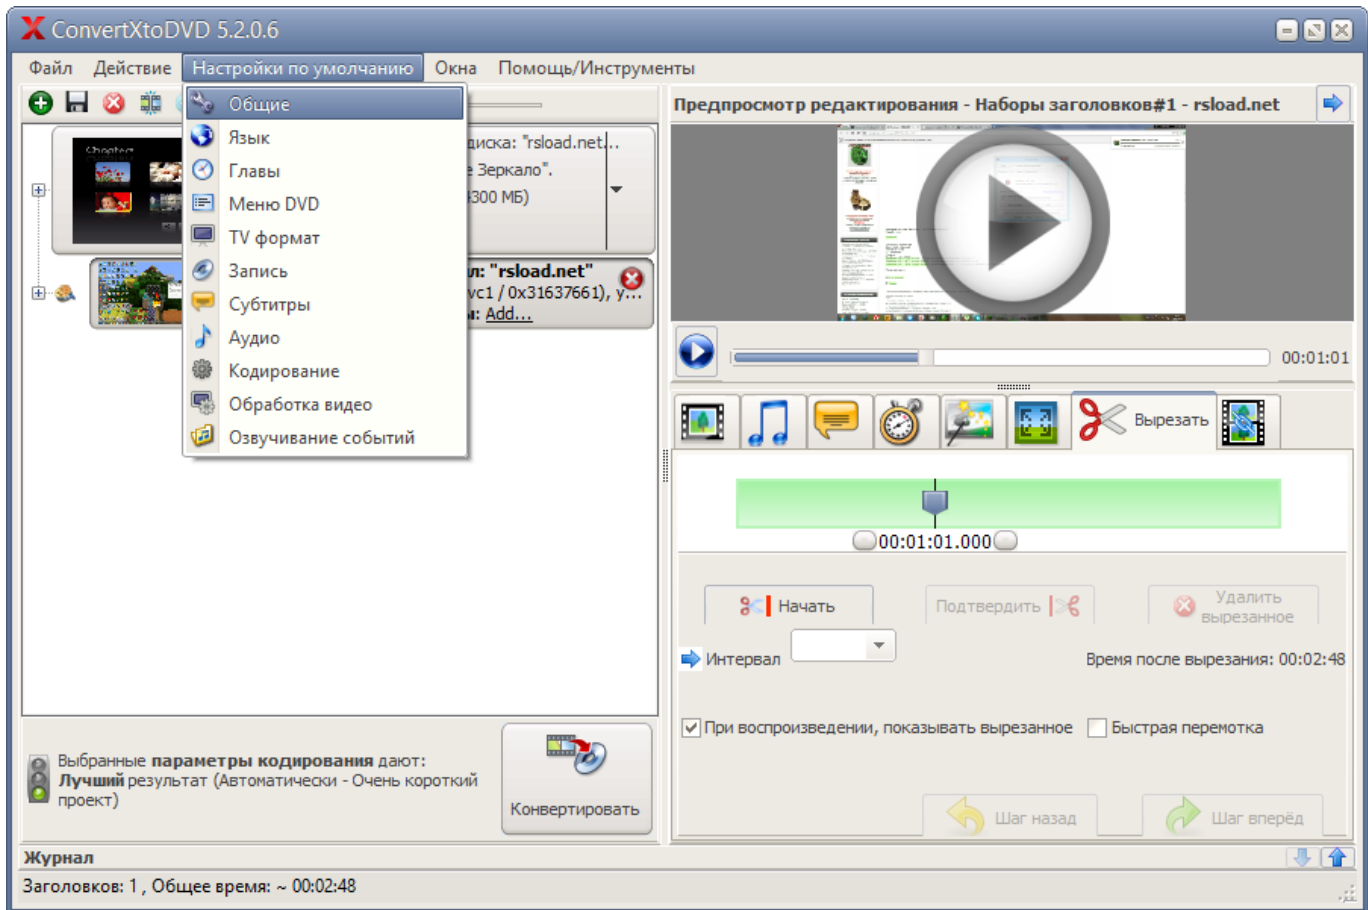 ConvertXtoDVD 5.2.0.6
Файл Действие Настройки по умолчанию Окна Помощь/Инструменты
Общие
Язык
Главы
Меню DVD
TV формат
Запись
Субтитры
Аудио
Кодирование
Обработка видео
Озвучивание событий
Chapter
диска: "rsload.net...
е Зеркало".
4300 МБ)
л: "rsload.net"
vc1 / 0x31637661), у...
ы: Add...
Выбранные параметры кодирования дают:
Лучший результат (Автоматически - Очень короткий
проект)
Конвертировать
Предпросмотр редактирования - Наборы заголовков#1 - rsload.net
00:01:01
Вырезать
00:01:01.000
Начать
Подтвердить
Удалить
вырезанное
Интервал
Время после вырезания: 00:02:48
При воспроизведении, показывать вырезанное
Быстрая перемотка
Шаг назад
Шаг вперёд
Журнал
Заголовков: 1 , Общее время: ~ 00:02:48